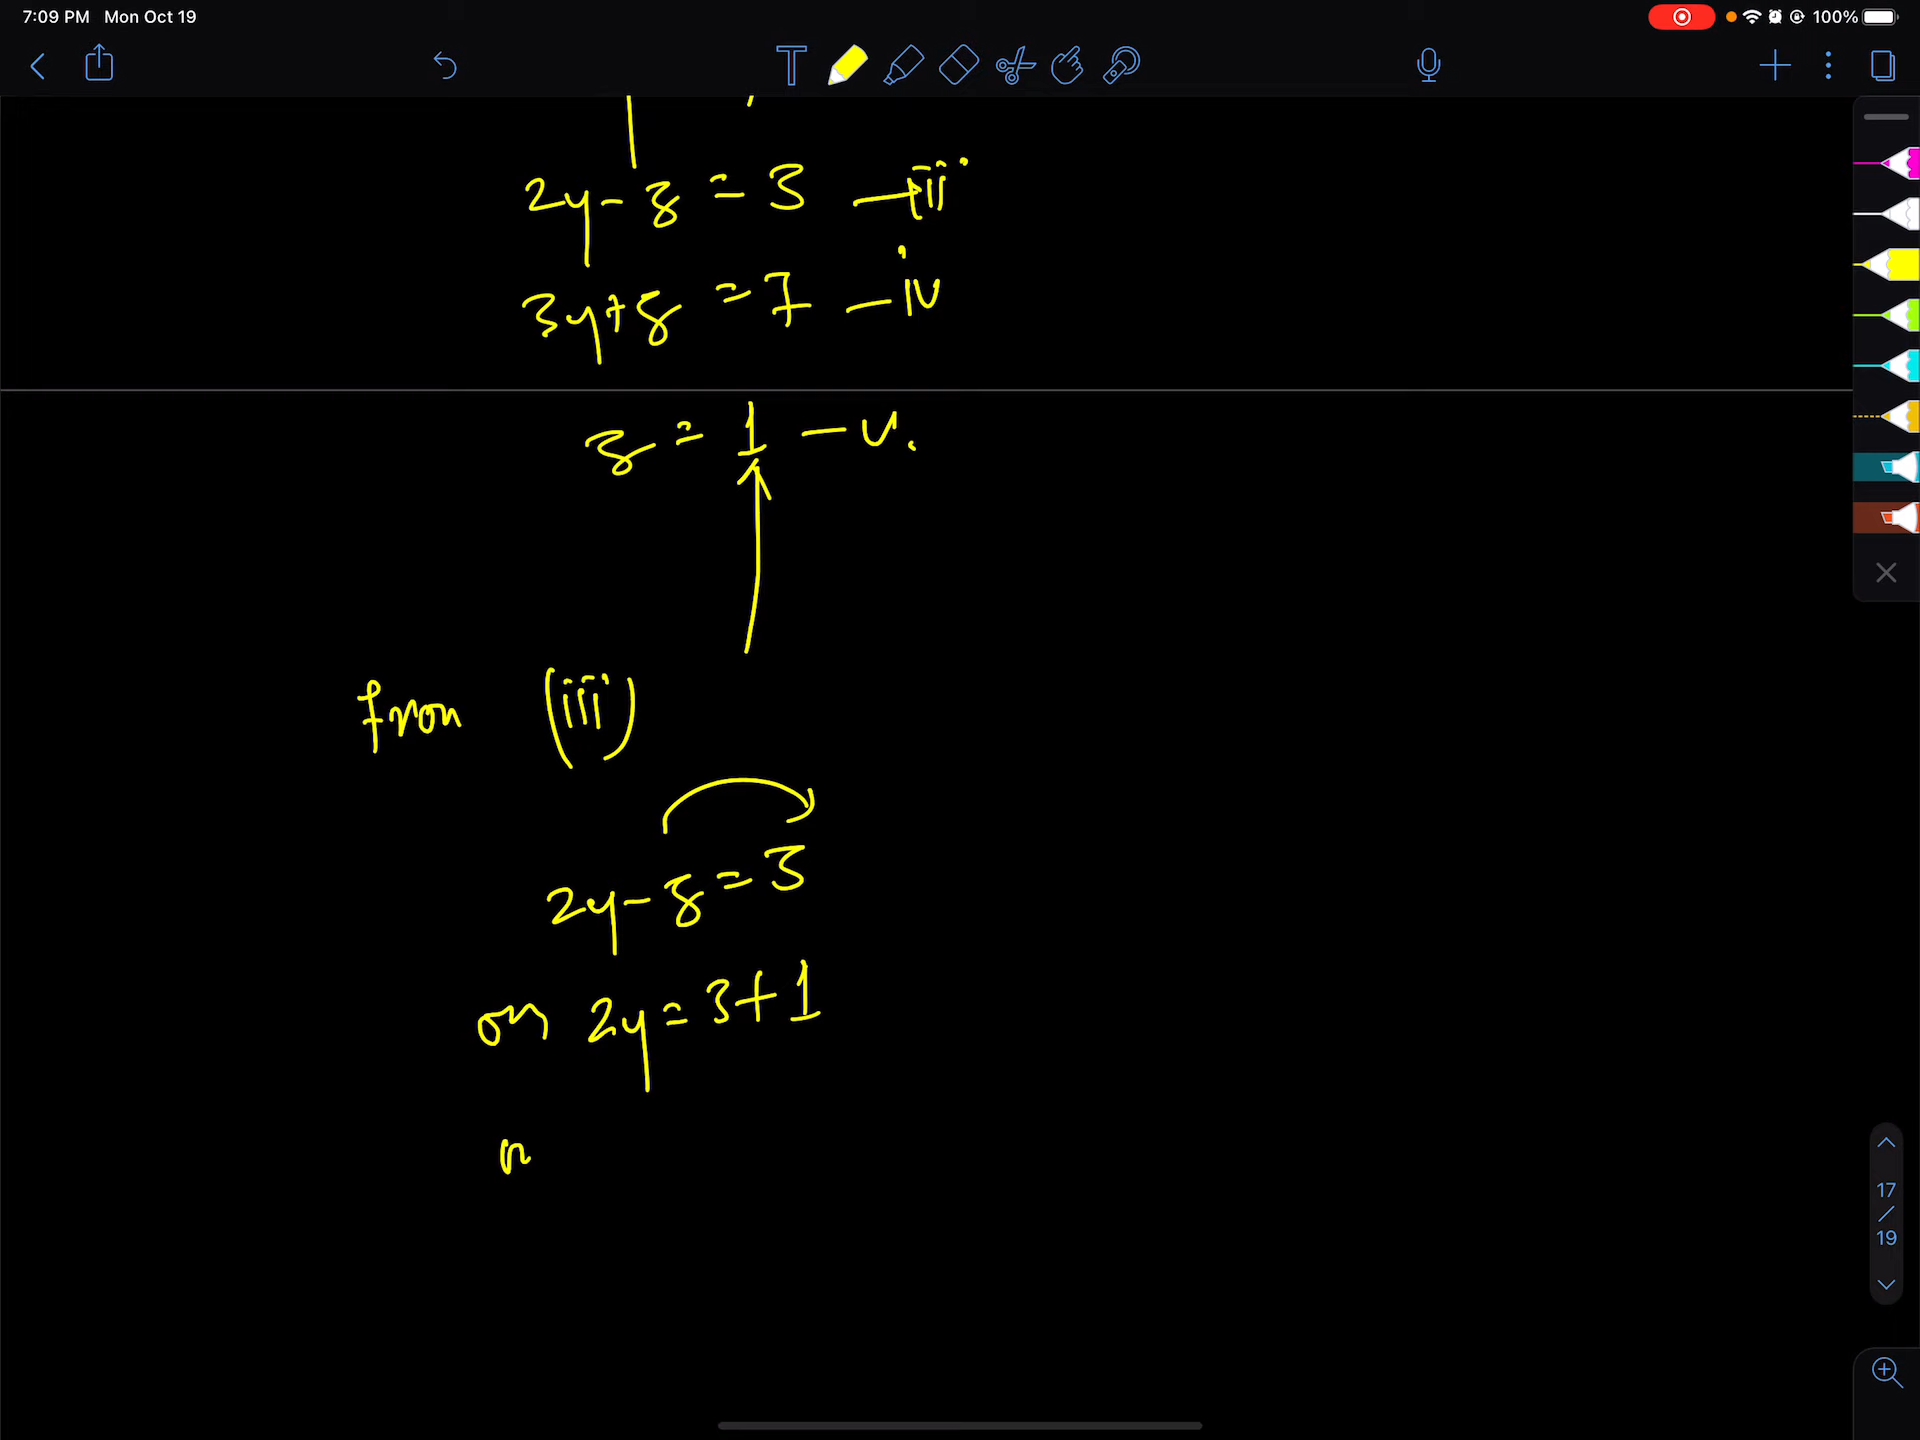 7:09 PM Mon Oct 19
100%
2y - z = 3 — iii
3y + z = 7 — iv
z = 1 — v.
from (iii)
2y - z = 3
or 2y = 3 + 1
17
/
19